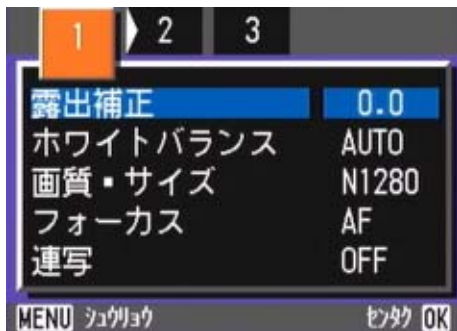 1 2 3
露出補正 0.0
ホワイトバランス AUTO
画質・サイズ N1280
フォーカス AF
連写 OFF
MENU シュウリョウ センタク OK